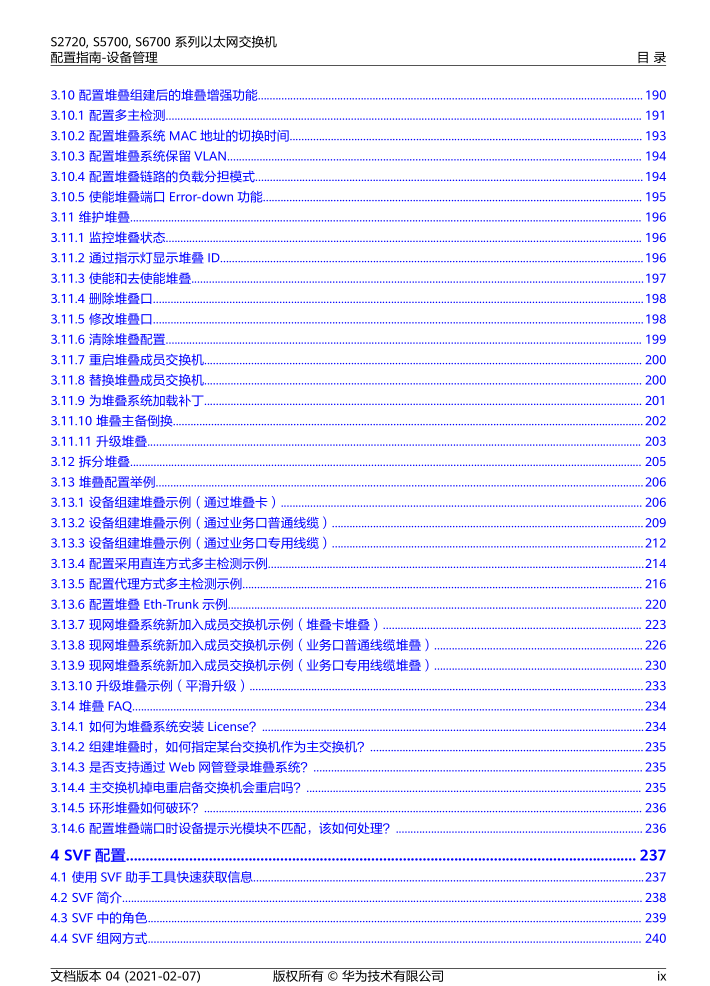 S2720, S5700, S6700 系列以太网交换机
配置指南-设备管理 目 录
3.10 配置堆叠组建后的堆叠增强功能 190
3.10.1 配置多主检测 191
3.10.2 配置堆叠系统 MAC 地址的切换时间 193
3.10.3 配置堆叠系统保留 VLAN 194
3.10.4 配置堆叠链路的负载分担模式 194
3.10.5 使能堆叠端口 Error-down 功能 195
3.11 维护堆叠 196
3.11.1 监控堆叠状态 196
3.11.2 通过指示灯显示堆叠 ID 196
3.11.3 使能和去使能堆叠 197
3.11.4 删除堆叠口 198
3.11.5 修改堆叠口 198
3.11.6 清除堆叠配置 199
3.11.7 重启堆叠成员交换机 200
3.11.8 替换堆叠成员交换机 200
3.11.9 为堆叠系统加载补丁 201
3.11.10 堆叠主备倒换 202
3.11.11 升级堆叠 203
3.12 拆分堆叠 205
3.13 堆叠配置举例 206
3.13.1 设备组建堆叠示例（通过堆叠卡） 206
3.13.2 设备组建堆叠示例（通过业务口普通线缆） 209
3.13.3 设备组建堆叠示例（通过业务口专用线缆） 212
3.13.4 配置采用直连方式多主检测示例 214
3.13.5 配置代理方式多主检测示例 216
3.13.6 配置堆叠 Eth-Trunk 示例 220
3.13.7 现网堆叠系统新加入成员交换机示例（堆叠卡堆叠） 223
3.13.8 现网堆叠系统新加入成员交换机示例（业务口普通线缆堆叠） 226
3.13.9 现网堆叠系统新加入成员交换机示例（业务口专用线缆堆叠） 230
3.13.10 升级堆叠示例（平滑升级） 233
3.14 堆叠 FAQ 234
3.14.1 如何为堆叠系统安装 License？ 234
3.14.2 组建堆叠时，如何指定某台交换机作为主交换机？ 235
3.14.3 是否支持通过 Web 网管登录堆叠系统？ 235
3.14.4 主交换机掉电重启备交换机会重启吗？ 235
3.14.5 环形堆叠如何破环？ 236
3.14.6 配置堆叠端口时设备提示光模块不匹配，该如何处理？ 236
4 SVF 配置 237
4.1 使用 SVF 助手工具快速获取信息 237
4.2 SVF 简介 238
4.3 SVF 中的角色 239
4.4 SVF 组网方式 240
文档版本 04 (2021-02-07) 版权所有 © 华为技术有限公司 ix